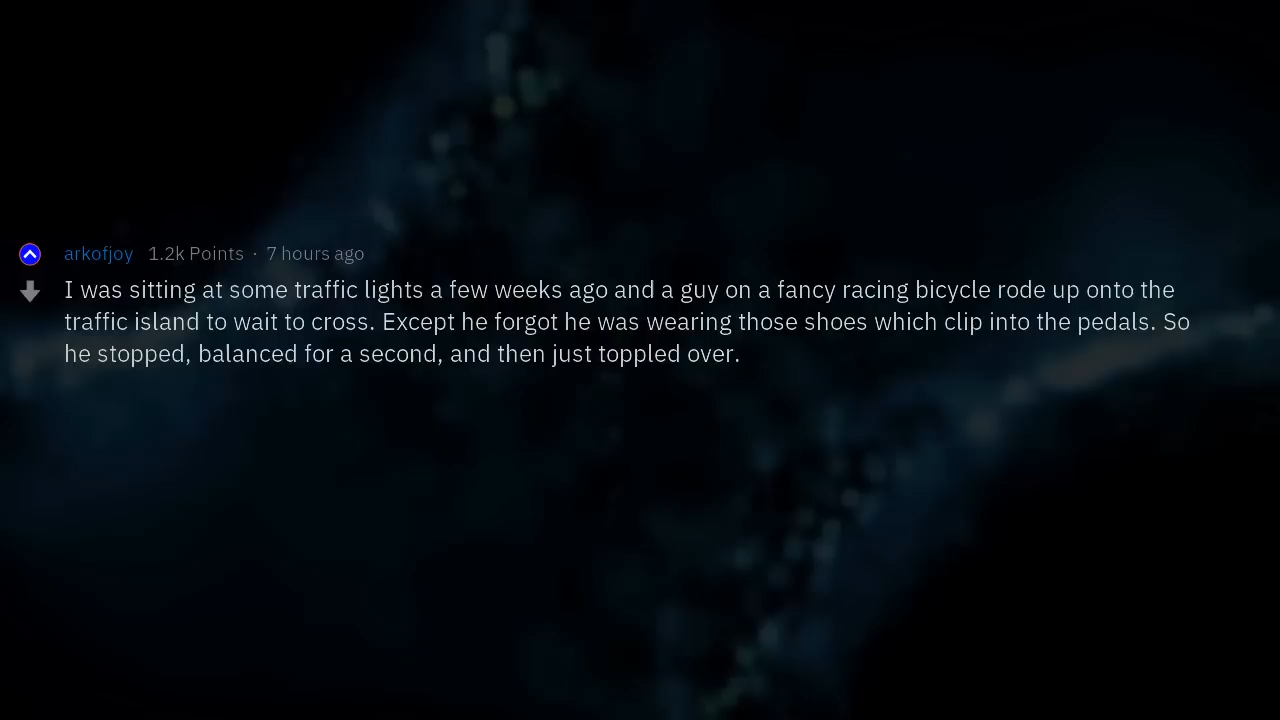 arkofjoy 1.2k Points · 7 hours ago
I was sitting at some traffic lights a few weeks ago and a guy on a fancy racing bicycle rode up onto the
traffic island to wait to cross. Except he forgot he was wearing those shoes which clip into the pedals. So
he stopped, balanced for a second, and then just toppled over.